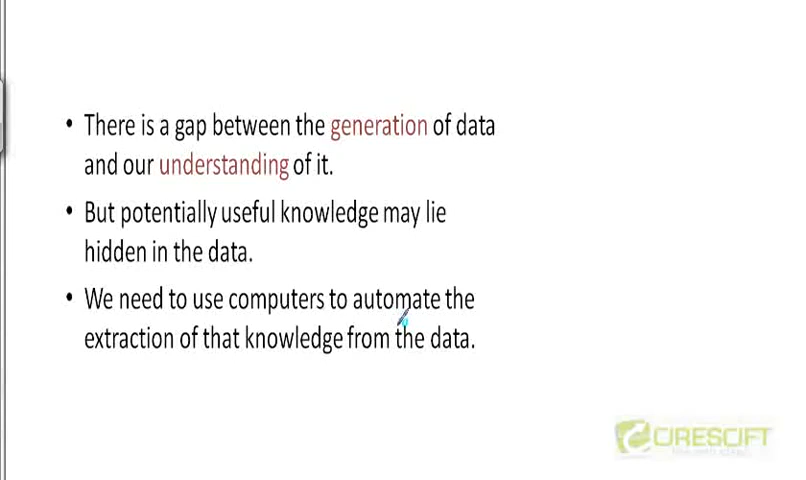 • There is a gap between the generation of data
and our understanding of it.
• But potentially useful knowledge may lie
hidden in the data.
• We need to use computers to automate the
extraction of that knowledge from the data.